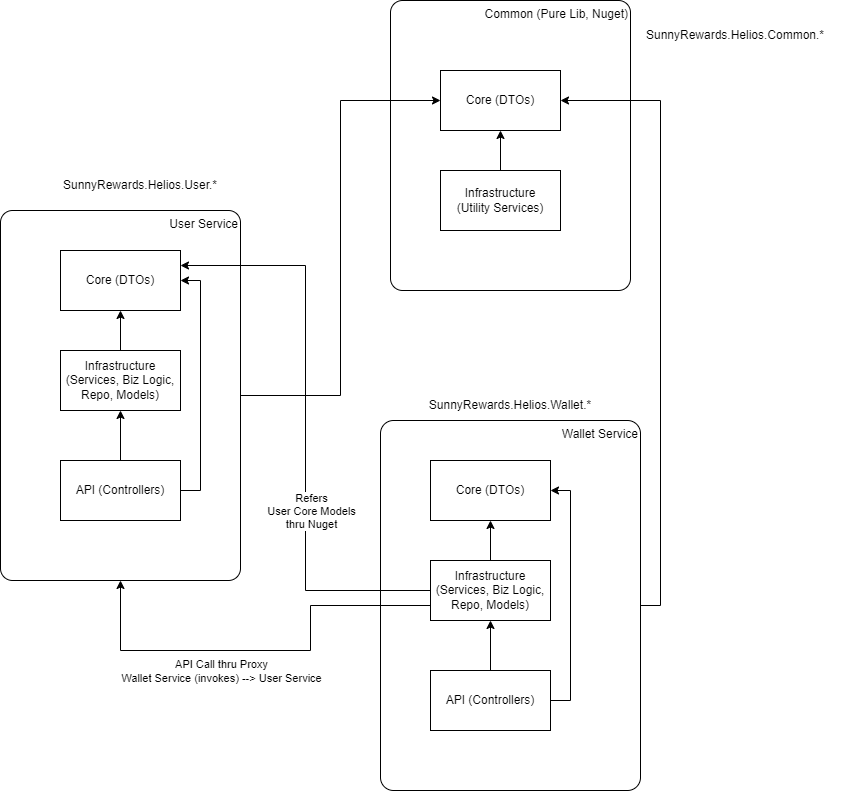 Common (Pure Lib, Nuget)
SunnyRewards.Helios.Common.*
Core (DTOs)
Infrastructure
(Utility Services)
SunnyRewards.Helios.User.*
User Service
Core (DTOs)
Infrastructure
(Services, Biz Logic,
Repo, Models)
API (Controllers)
Refers
User Core Models
thru Nuget
SunnyRewards.Helios.Wallet.*
Wallet Service
Core (DTOs)
Infrastructure
(Services, Biz Logic,
Repo, Models)
API (Controllers)
API Call thru Proxy
Wallet Service (invokes) --> User Service